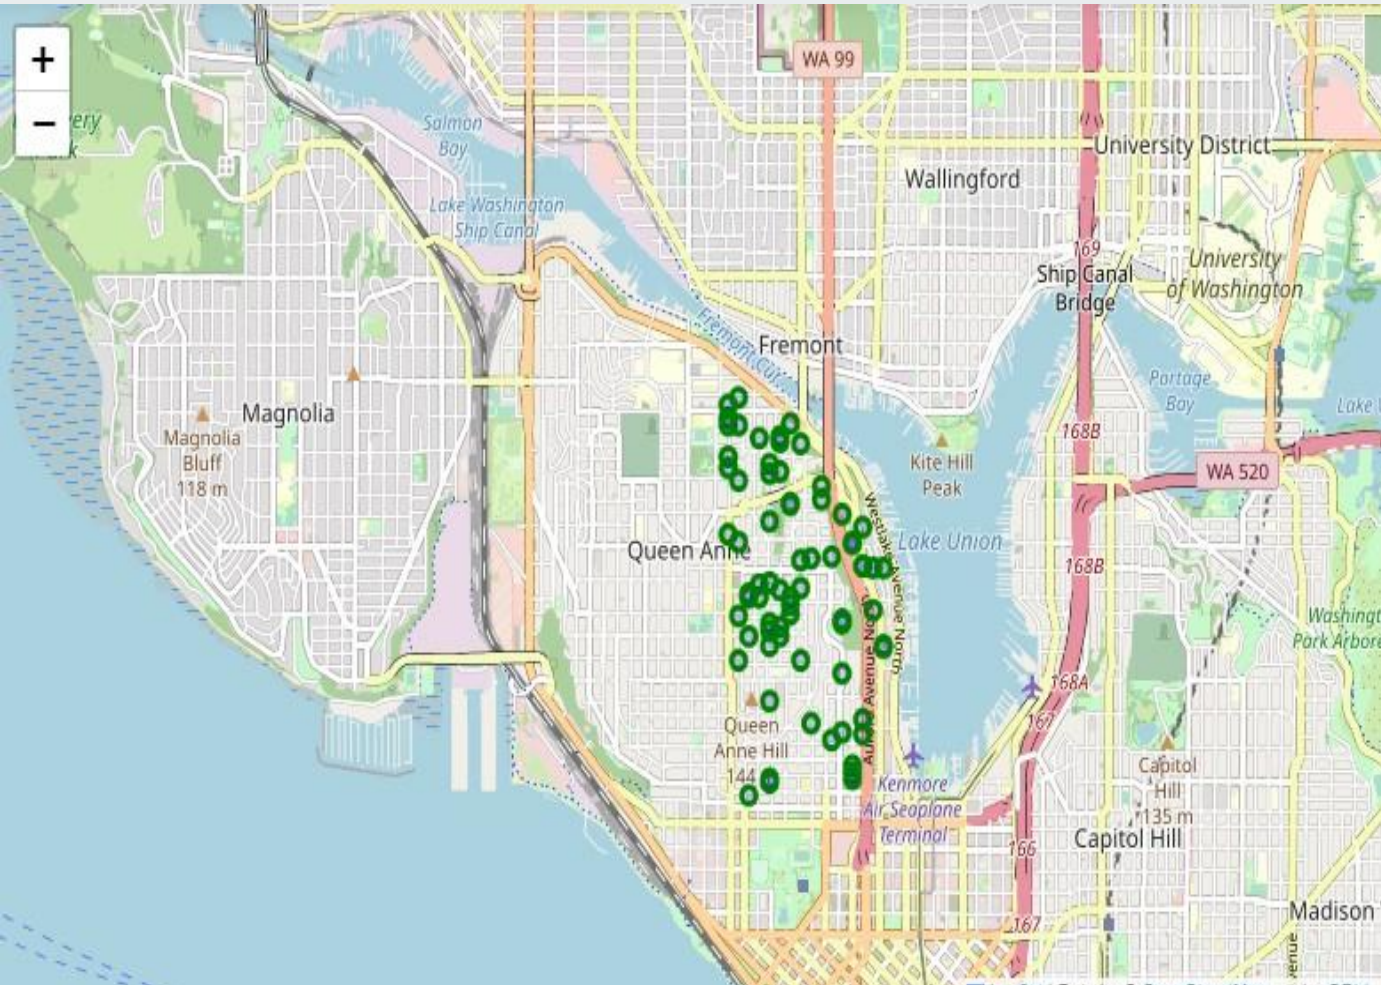 +
−
WA 99
Salmon
Bay
University District
Wallingford
Lake Washington
Ship Canal
169
Ship Canal
Bridge
University
of Washington
Fremont Cut
Fremont
Portage
Bay
Magnolia
Magnolia
Bluff
118 m
168B
Kite Hill
Peak
WA 520
Queen Anne
Westlake Avenue North
Lake Union
168B
Aurora Avenue North
168A
167
Queen
Anne Hill
144
Kenmore
Air Seaplane
Terminal
Capitol
Hill
135 m
Capitol Hill
166
Madison
167